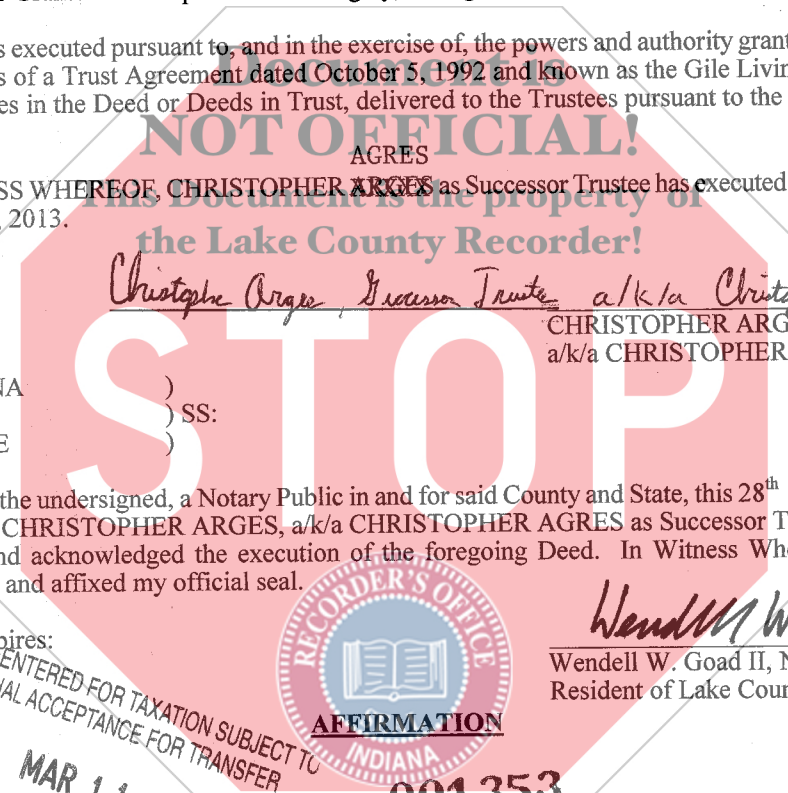 s executed pursuant to, and in the exercise of, the powers and authority grant
s of a Trust Agreement dated October 5, 1992 and known as the Gile Livin
es in the Deed or Deeds in Trust, delivered to the Trustees pursuant to the
Document is
NOT OFFICIAL!
AGRES
SS WHEREOF, CHRISTOPHER ARGES as Successor Trustee has executed
, 2013.
This Document is the property of
the Lake County Recorder!
Christopher Arges, Successor Trustee a/k/a Christo
CHRISTOPHER ARG
a/k/a CHRISTOPHER
STOP
NA )
) SS:
E )
the undersigned, a Notary Public in and for said County and State, this 28th
CHRISTOPHER ARGES, a/k/a CHRISTOPHER AGRES as Successor T
nd acknowledged the execution of the foregoing Deed. In Witness Whe
and affixed my official seal.
RECORDER'S OFFICE
INDIANA
Wendell W
pires:
Wendell W. Goad II, N
Resident of Lake Coun
ENTERED FOR TAXATION SUBJECT TO
NAL ACCEPTANCE FOR TRANSFER
AFFIRMATION
MAR 1
001353